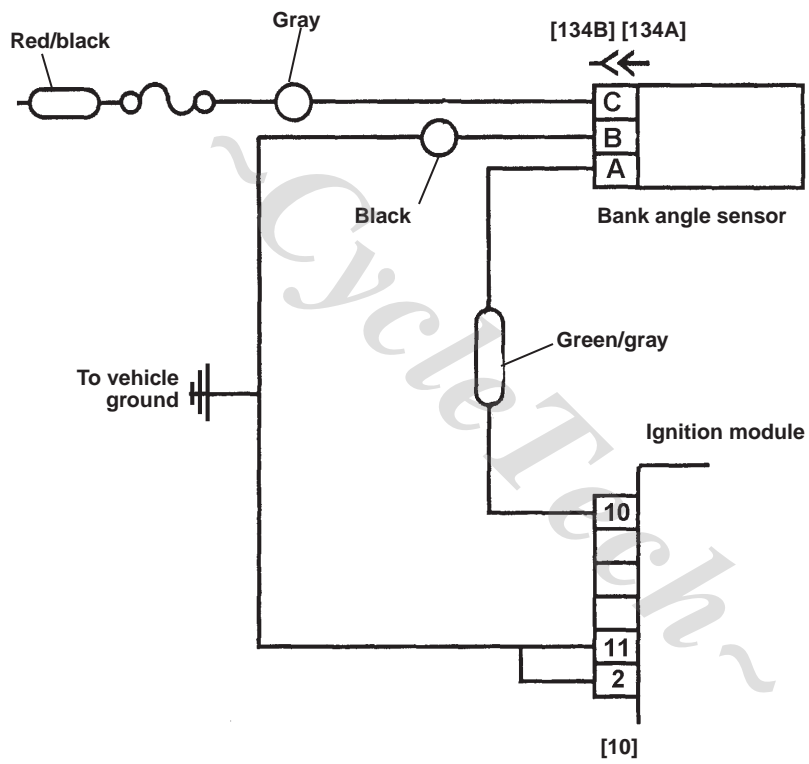 Gray
[134B] [134A]
Red/black
C
B
A
Black
Bank angle sensor
Green/gray
To vehicle
ground
Ignition module
10
11
2
[10]
~CycleTech~